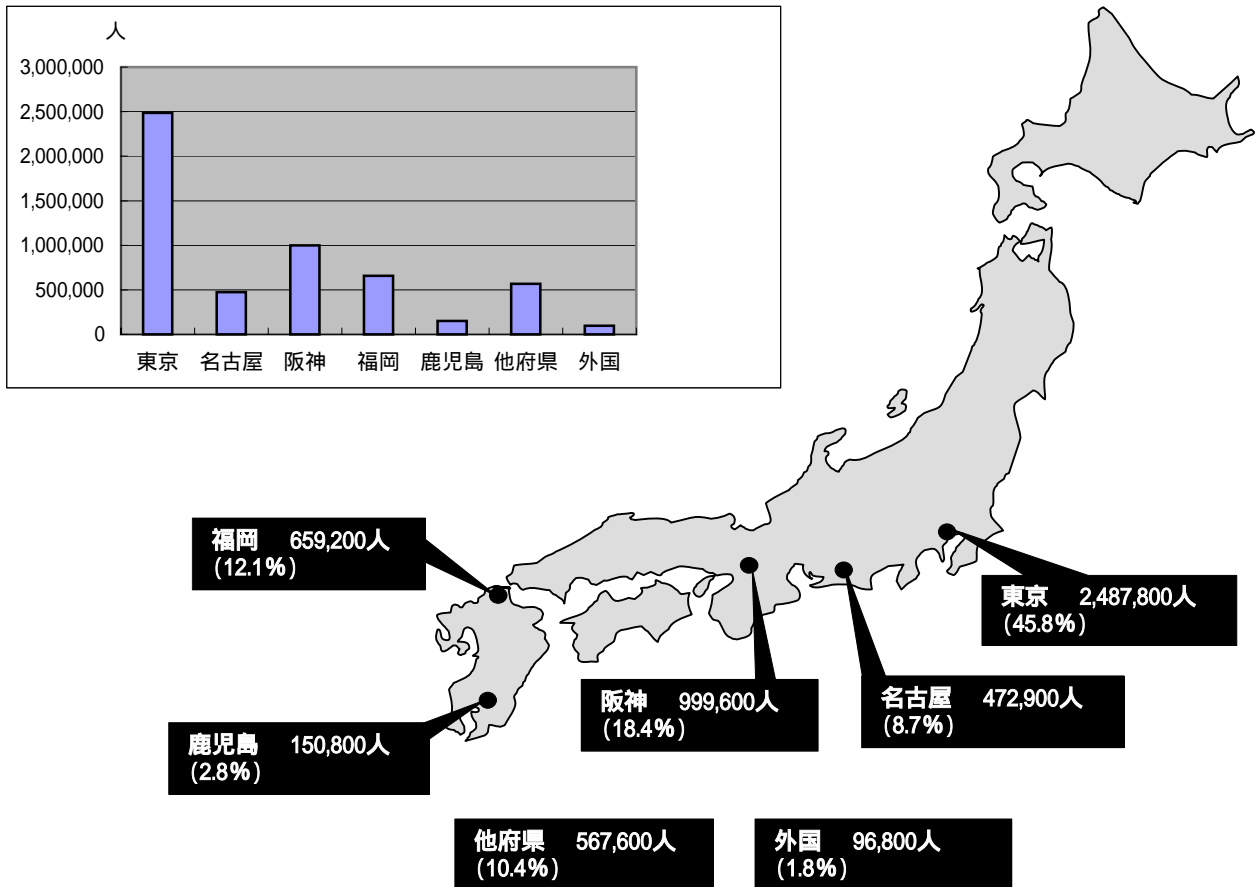 人
3,000,000
2,500,000
2,000,000
1,500,000
1,000,000
500,000
0
東京 名古屋 阪神 福岡 鹿児島 他府県 外国
福岡 659,200人
(12.1%)
東京 2,487,800人
(45.8%)
阪神 999,600人
(18.4%)
名古屋 472,900人
(8.7%)
鹿児島 150,800人
(2.8%)
他府県 567,600人
(10.4%)
外国 96,800人
(1.8%)